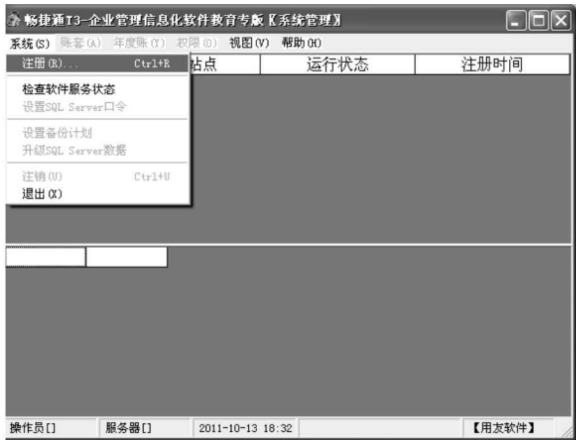 畅捷通T3-企业管理信息化软件教育专版〖系统管理〗
系统(S) 账套(A) 年度账(Y) 权限(O) 视图(V) 帮助(H)
注册(R)... Ctrl+R 站点 运行状态 注册时间
检查软件服务状态
设置SQL Server口令
设置备份计划
升级SQL Server数据
注销(U) Ctrl+U
退出(X)
操作员[] 服务器[] 2011-10-13 18:32 【用友软件】